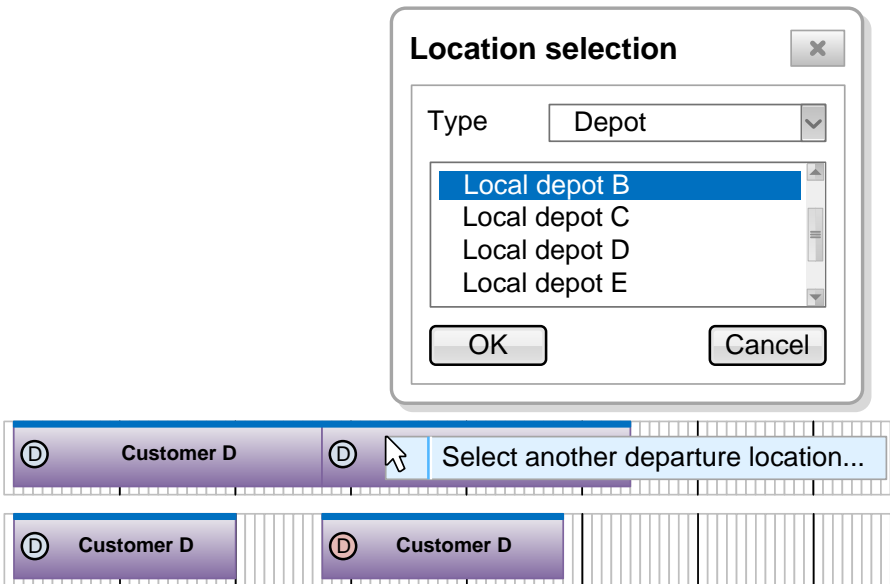 Location selection
Type Depot
Local depot B
Local depot C
Local depot D
Local depot E
OK Cancel
D Customer D D Select another departure location...
D Customer D D Customer D